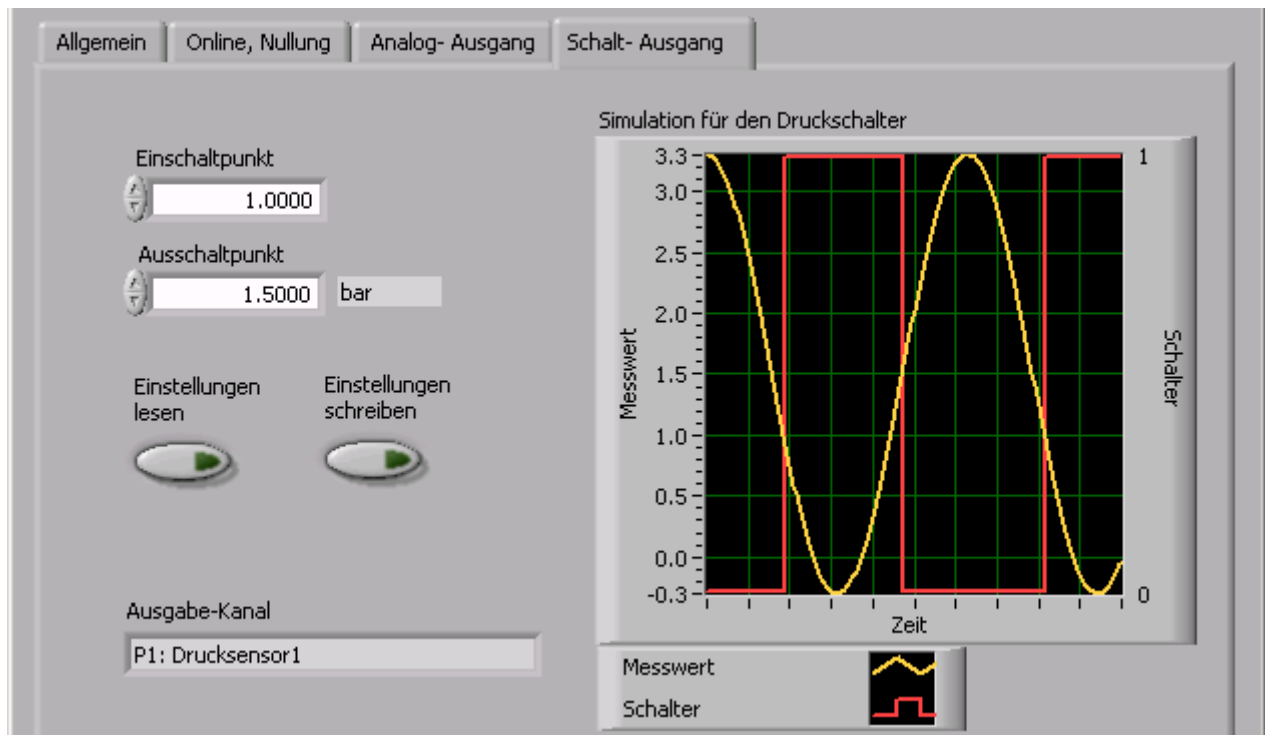 Allgemein
Online, Nullung
Analog- Ausgang
Schalt- Ausgang
Einschaltpunkt
1.0000
Ausschaltpunkt
1.5000
bar
Einstellungen
lesen
Einstellungen
schreiben
Ausgabe-Kanal
P1: Drucksensor1
Simulation für den Druckschalter
3.3
3.0
2.5
2.0
1.5
1.0
0.5
0.0
-0.3
Messwert
1
0
Schalter
Zeit
Messwert
Schalter